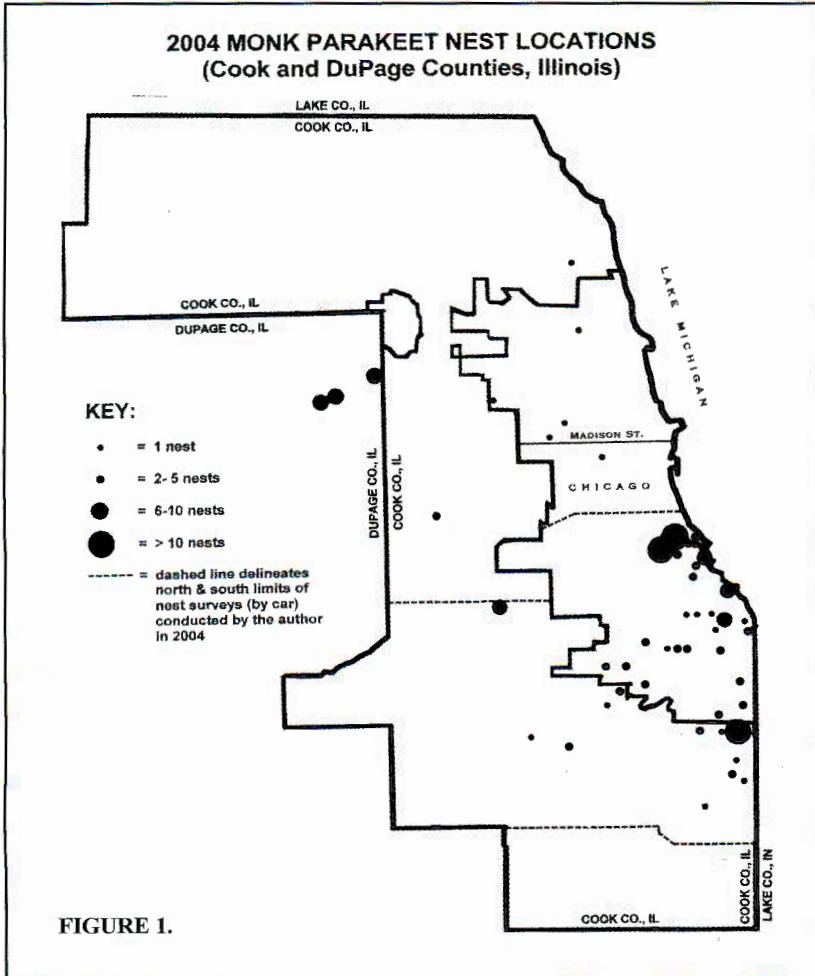 2004 MONK PARAKEET NEST LOCATIONS
(Cook and DuPage Counties, Illinois)
LAKE CO., IL
COOK CO., IL
LAKE MICHIGAN
COOK CO., IL
DUPAGE CO., IL
KEY:
= 1 nest
= 2- 5 nests
= 6-10 nests
= > 10 nests
= dashed line delineates
north & south limits of
nest surveys (by car)
conducted by the author
in 2004
DUPAGE CO., IL
COOK CO., IL
MADISON ST.
CHICAGO
COOK CO., IL
LAKE CO., IN
COOK CO., IL
FIGURE 1.